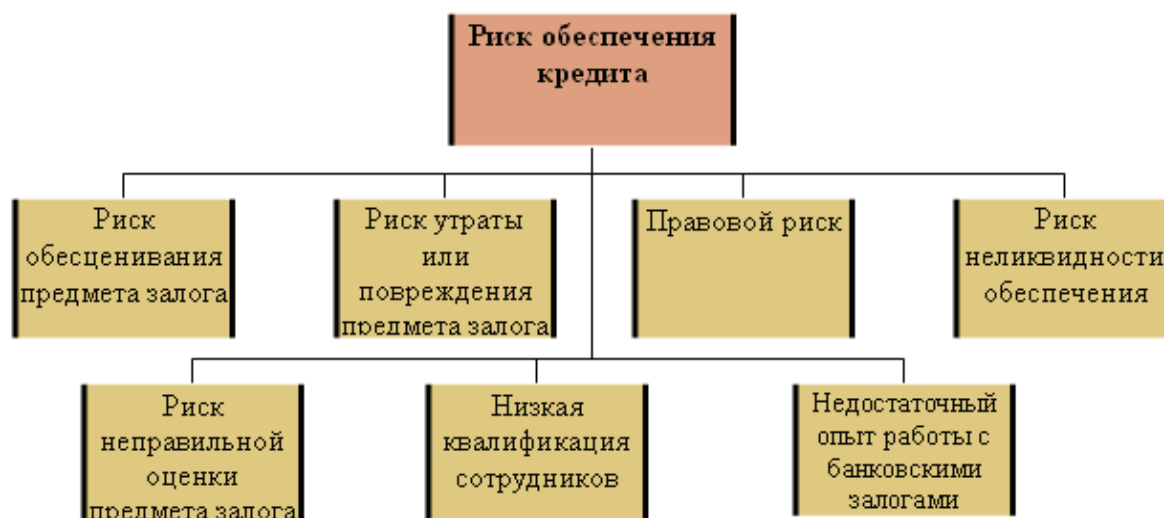 Риск обеспечения
кредита
Риск
обесценивания
предмета залога
Риск утраты
или
повреждения
предмета залога
Правовой риск
Риск
неликвидности
обеспечения
Риск
неправильной
оценки
предмета залога
Низкая
квалификация
сотрудников
Недостаточный
опыт работы с
банковскими
залогами